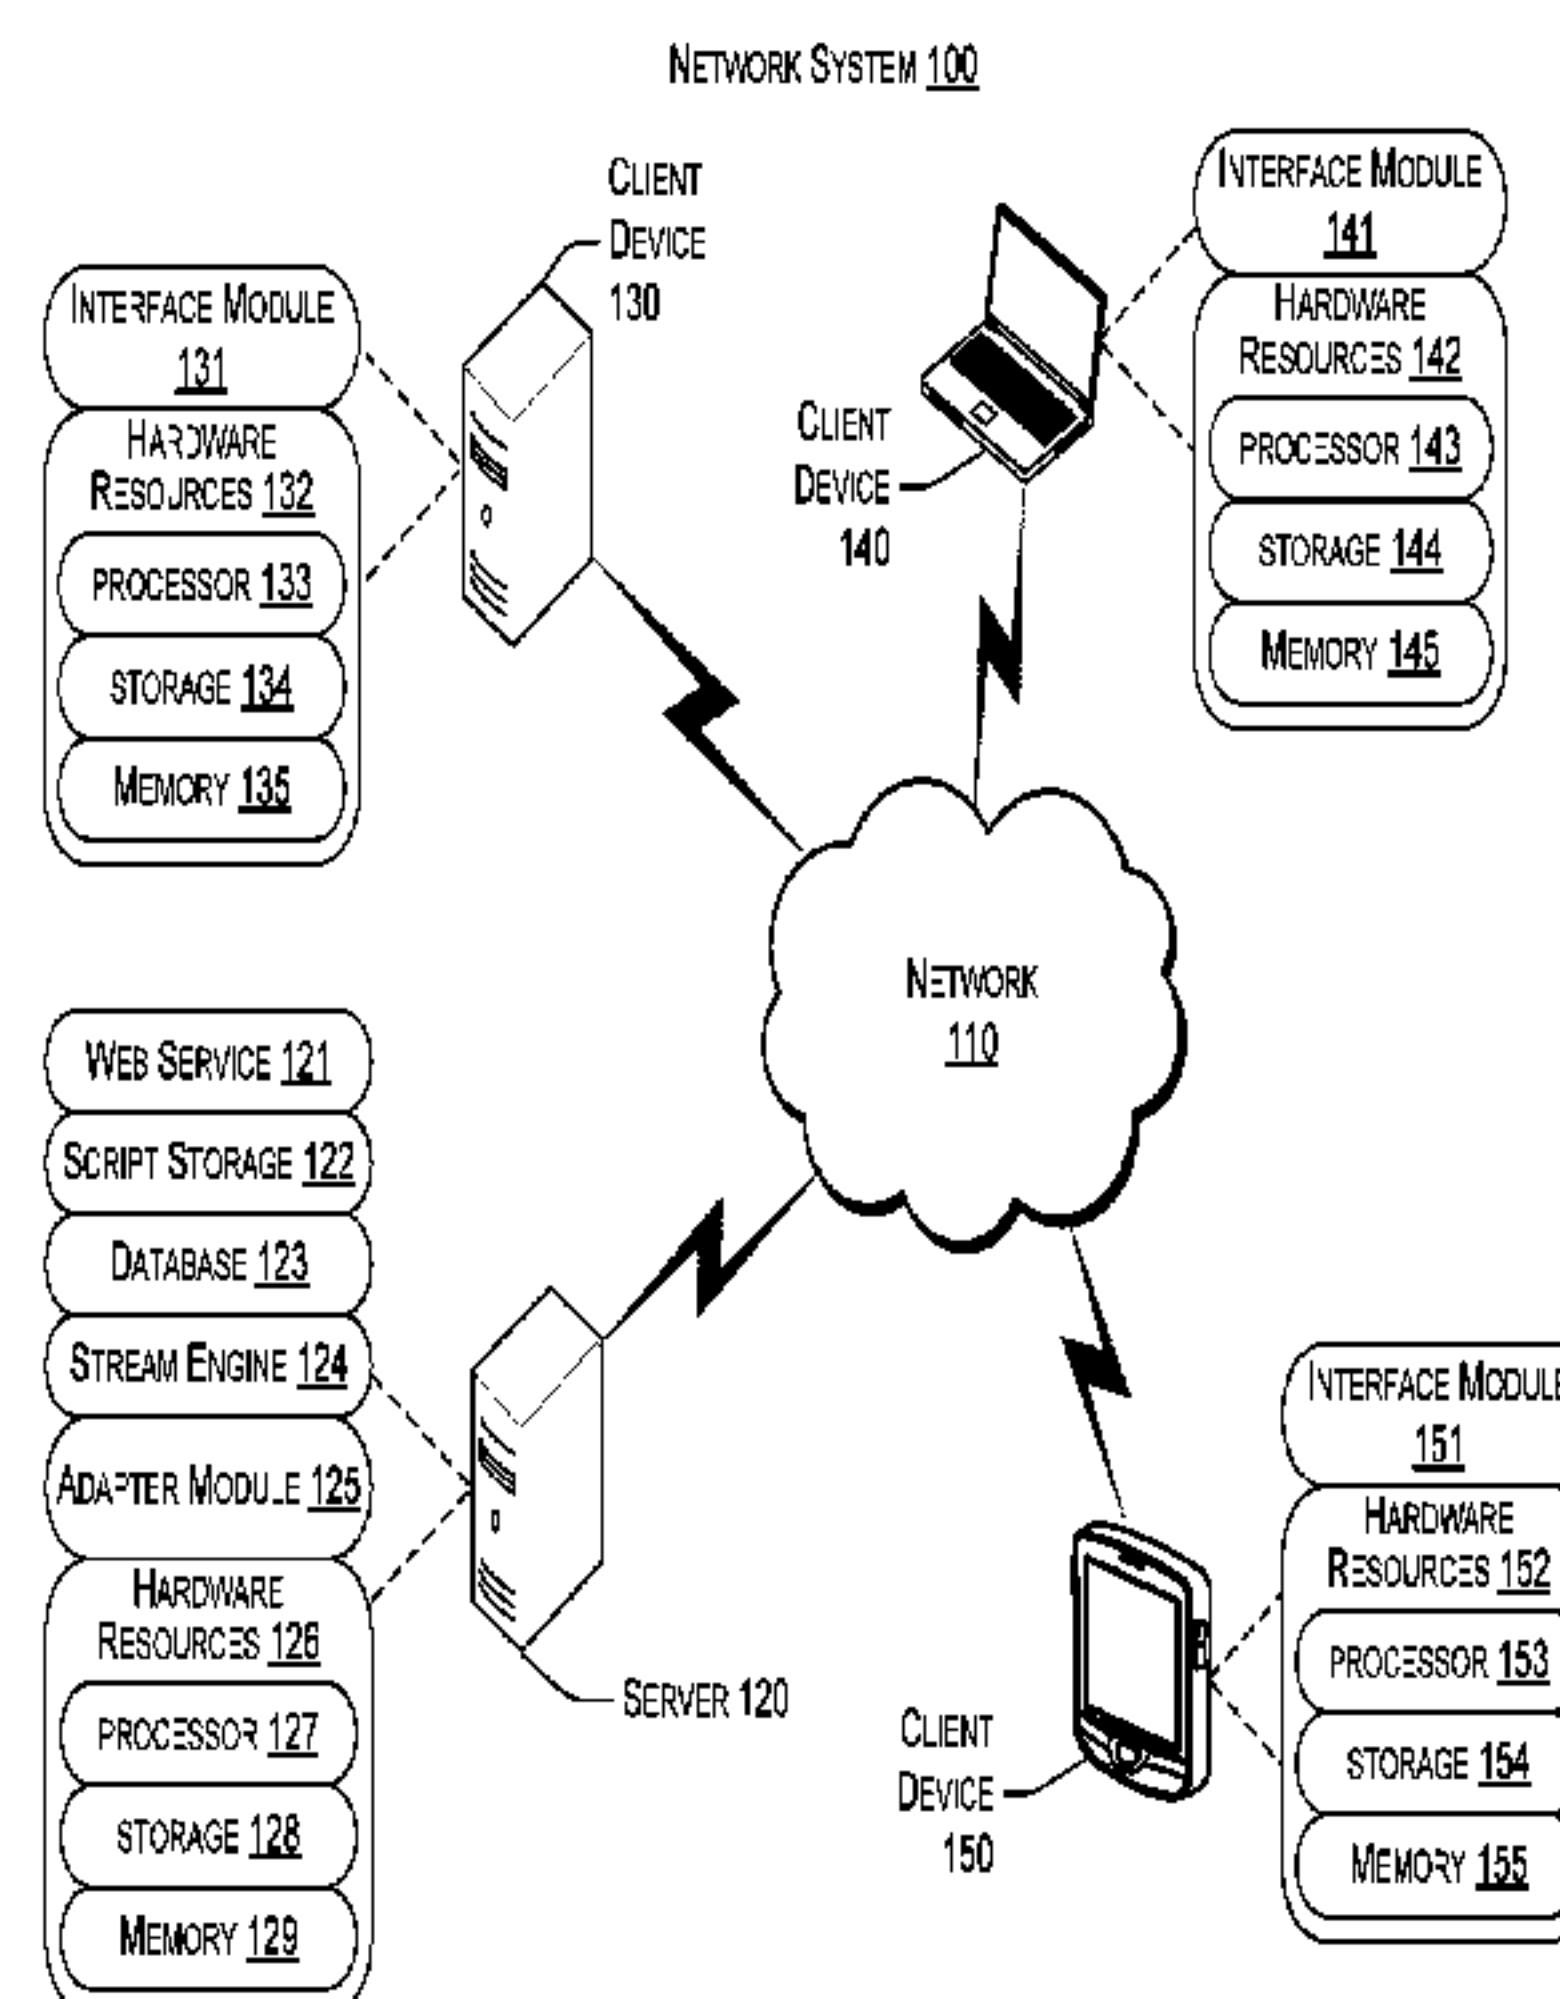 NETWORK SYSTEM 100
CLIENT
DEVICE
130
INTERFACE MODULE
131
HARDWARE
RESOURCES 132
PROCESSOR 133
STORAGE 134
MEMORY 135
INTERFACE MODULE
141
HARDWARE
RESOURCES 142
PROCESSOR 143
STORAGE 144
MEMORY 145
CLIENT
DEVICE
140
NETWORK
110
WEB SERVICE 121
SCRIPT STORAGE 122
DATABASE 123
STREAM ENGINE 124
ADAPTER MODULE 125
HARDWARE
RESOURCES 126
PROCESSOR 127
STORAGE 128
MEMORY 129
SERVER 120
CLIENT
DEVICE
150
INTERFACE MODULE
151
HARDWARE
RESOURCES 152
PROCESSOR 153
STORAGE 154
MEMORY 155